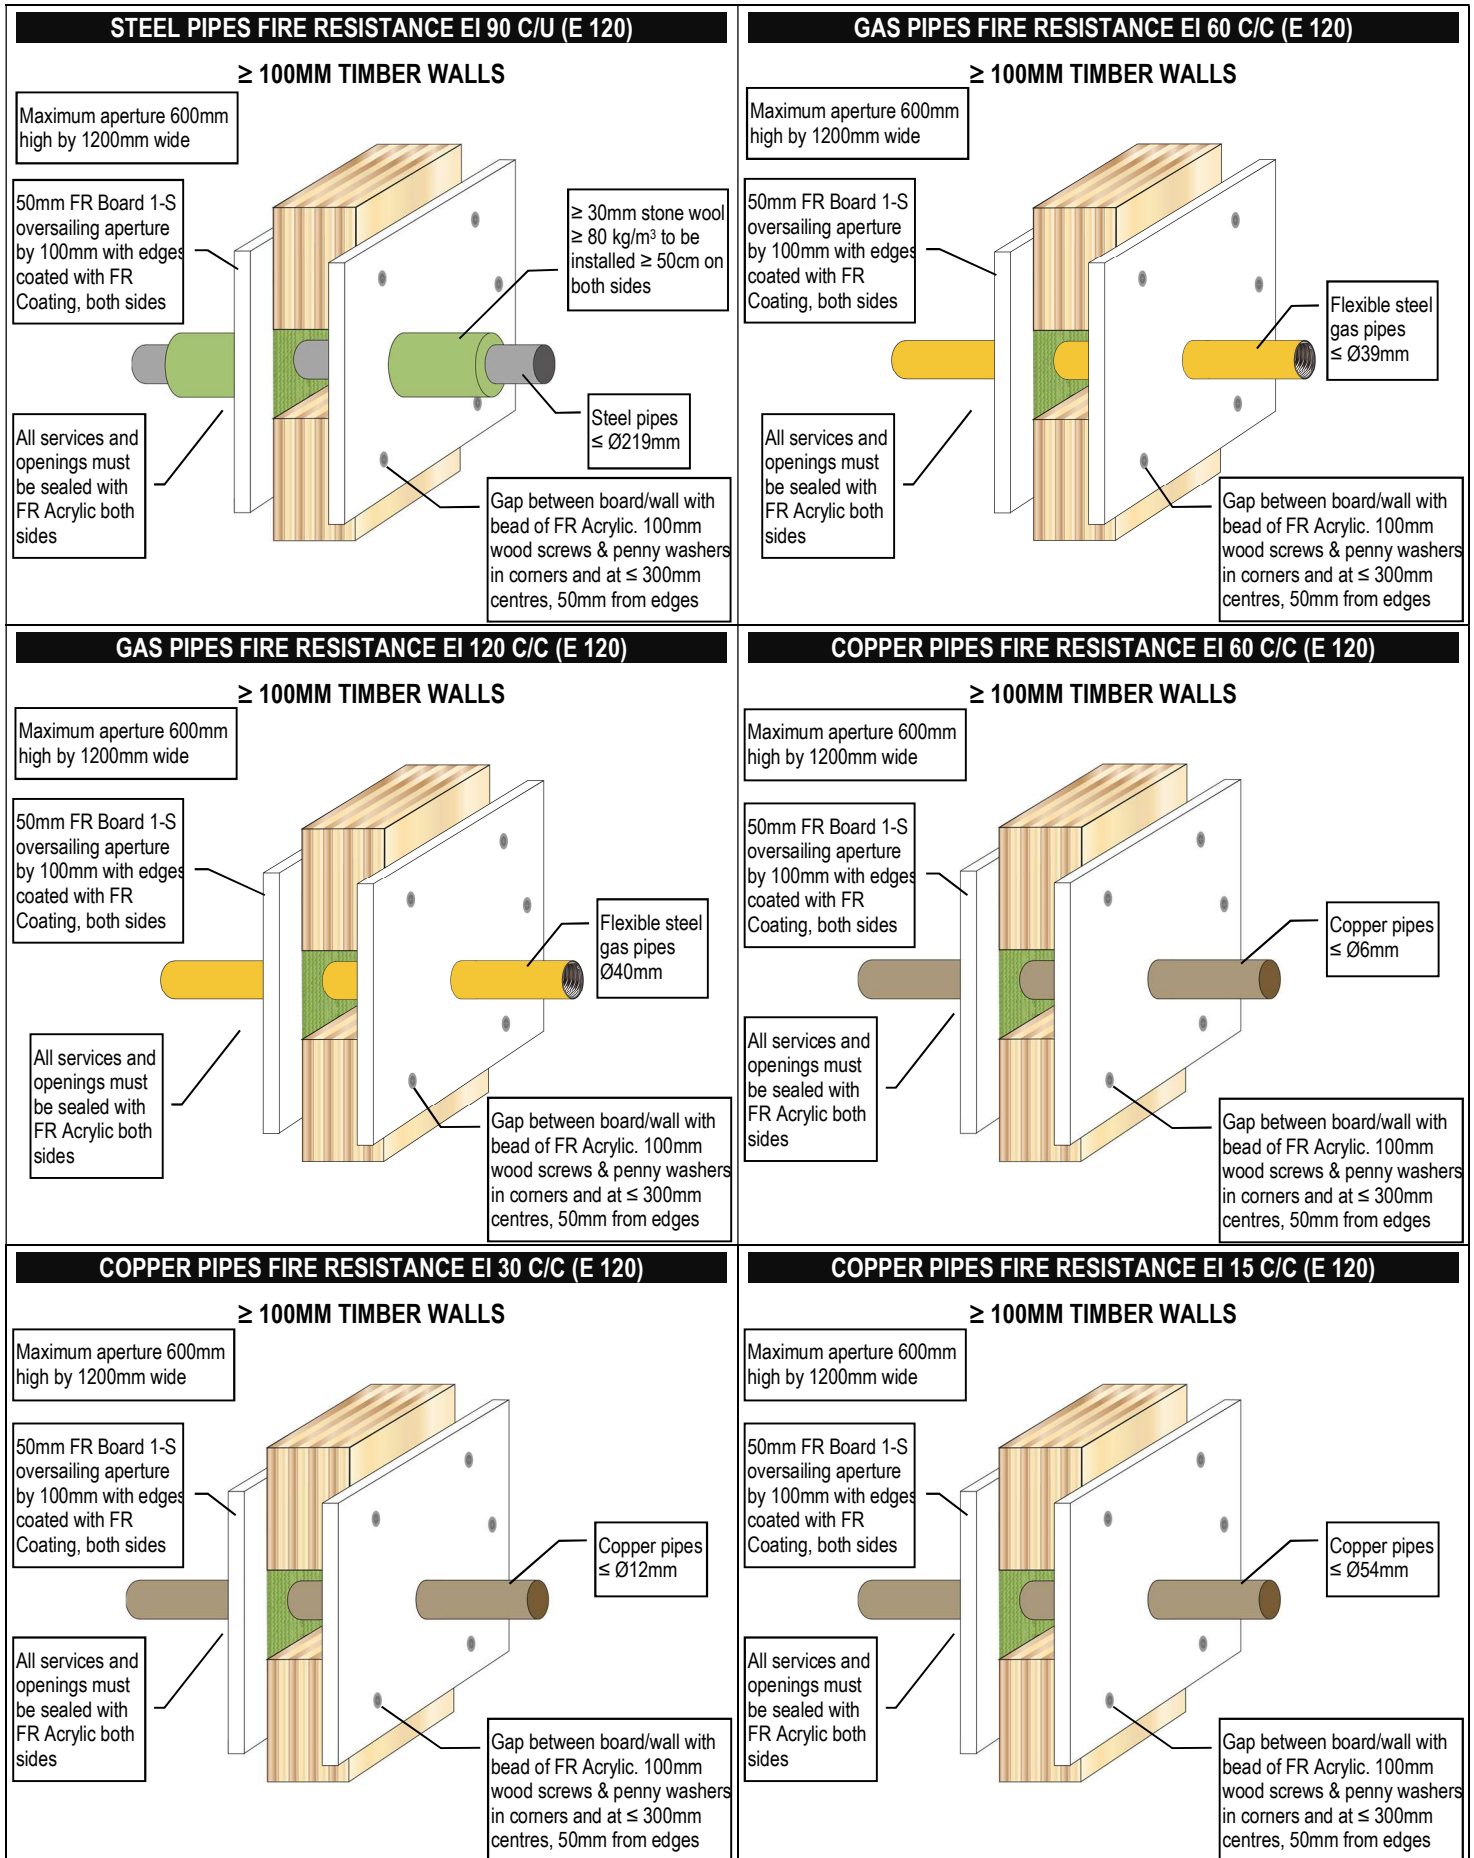 STEEL PIPES FIRE RESISTANCE EI 90 C/U (E 120)
≥ 100MM TIMBER WALLS
Maximum aperture 600mm
high by 1200mm wide
50mm FR Board 1-S
oversailing aperture
by 100mm with edges
coated with FR
Coating, both sides
≥ 30mm stone wool
≥ 80 kg/m³ to be
installed ≥ 50cm on
both sides
Steel pipes
≤ Ø219mm
All services and
openings must
be sealed with
FR Acrylic both
sides
Gap between board/wall with
bead of FR Acrylic. 100mm
wood screws & penny washers
in corners and at ≤ 300mm
centres, 50mm from edges
GAS PIPES FIRE RESISTANCE EI 60 C/C (E 120)
≥ 100MM TIMBER WALLS
Maximum aperture 600mm
high by 1200mm wide
50mm FR Board 1-S
oversailing aperture
by 100mm with edges
coated with FR
Coating, both sides
Flexible steel
gas pipes
≤ Ø39mm
All services and
openings must
be sealed with
FR Acrylic both
sides
Gap between board/wall with
bead of FR Acrylic. 100mm
wood screws & penny washers
in corners and at ≤ 300mm
centres, 50mm from edges
GAS PIPES FIRE RESISTANCE EI 120 C/C (E 120)
≥ 100MM TIMBER WALLS
Maximum aperture 600mm
high by 1200mm wide
50mm FR Board 1-S
oversailing aperture
by 100mm with edges
coated with FR
Coating, both sides
Flexible steel
gas pipes
Ø40mm
All services and
openings must
be sealed with
FR Acrylic both
sides
Gap between board/wall with
bead of FR Acrylic. 100mm
wood screws & penny washers
in corners and at ≤ 300mm
centres, 50mm from edges
COPPER PIPES FIRE RESISTANCE EI 60 C/C (E 120)
≥ 100MM TIMBER WALLS
Maximum aperture 600mm
high by 1200mm wide
50mm FR Board 1-S
oversailing aperture
by 100mm with edges
coated with FR
Coating, both sides
Copper pipes
≤ Ø6mm
All services and
openings must
be sealed with
FR Acrylic both
sides
Gap between board/wall with
bead of FR Acrylic. 100mm
wood screws & penny washers
in corners and at ≤ 300mm
centres, 50mm from edges
COPPER PIPES FIRE RESISTANCE EI 30 C/C (E 120)
≥ 100MM TIMBER WALLS
Maximum aperture 600mm
high by 1200mm wide
50mm FR Board 1-S
oversailing aperture
by 100mm with edges
coated with FR
Coating, both sides
Copper pipes
≤ Ø12mm
All services and
openings must
be sealed with
FR Acrylic both
sides
Gap between board/wall with
bead of FR Acrylic. 100mm
wood screws & penny washers
in corners and at ≤ 300mm
centres, 50mm from edges
COPPER PIPES FIRE RESISTANCE EI 15 C/C (E 120)
≥ 100MM TIMBER WALLS
Maximum aperture 600mm
high by 1200mm wide
50mm FR Board 1-S
oversailing aperture
by 100mm with edges
coated with FR
Coating, both sides
Copper pipes
≤ Ø54mm
All services and
openings must
be sealed with
FR Acrylic both
sides
Gap between board/wall with
bead of FR Acrylic. 100mm
wood screws & penny washers
in corners and at ≤ 300mm
centres, 50mm from edges